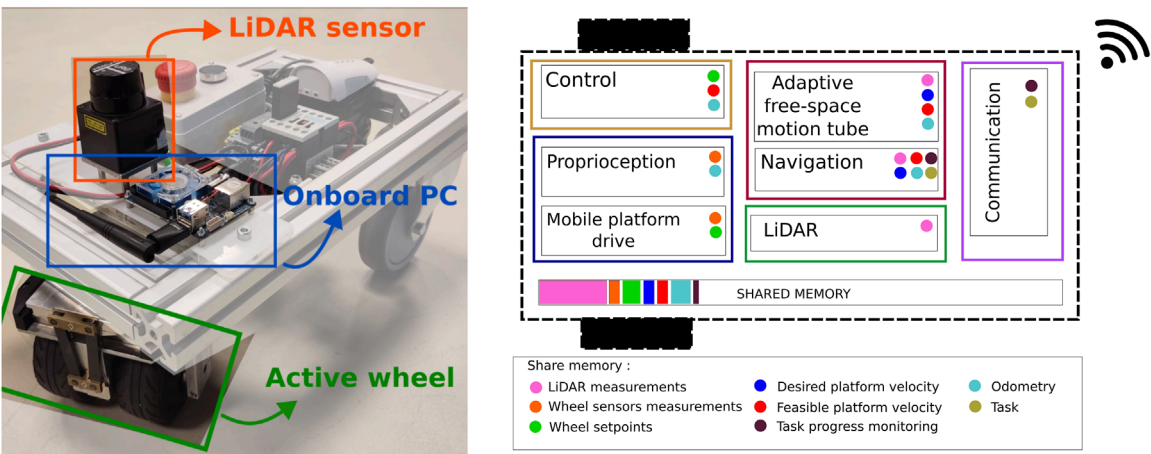 LiDAR sensor
Onboard PC
Active wheel
Control
Proprioception
Mobile platform
drive
Adaptive
free-space
motion tube
Navigation
LiDAR
Communication
SHARED MEMORY
Share memory :
LiDAR measurements
Wheel sensors measurements
Wheel setpoints
Desired platform velocity
Feasible platform velocity
Task progress monitoring
Odometry
Task